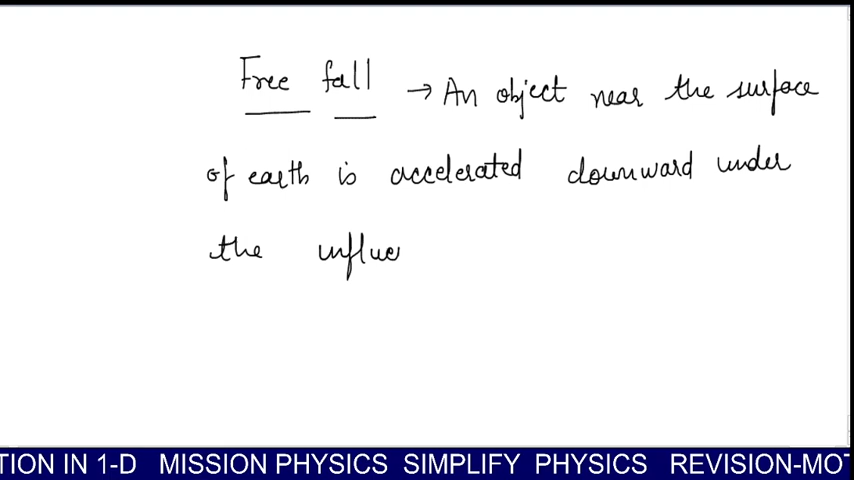 Free fall → An object near the surface
of earth is accelerated downward under
the influe
TION IN 1-D MISSION PHYSICS SIMPLIFY PHYSICS REVISION-MOT